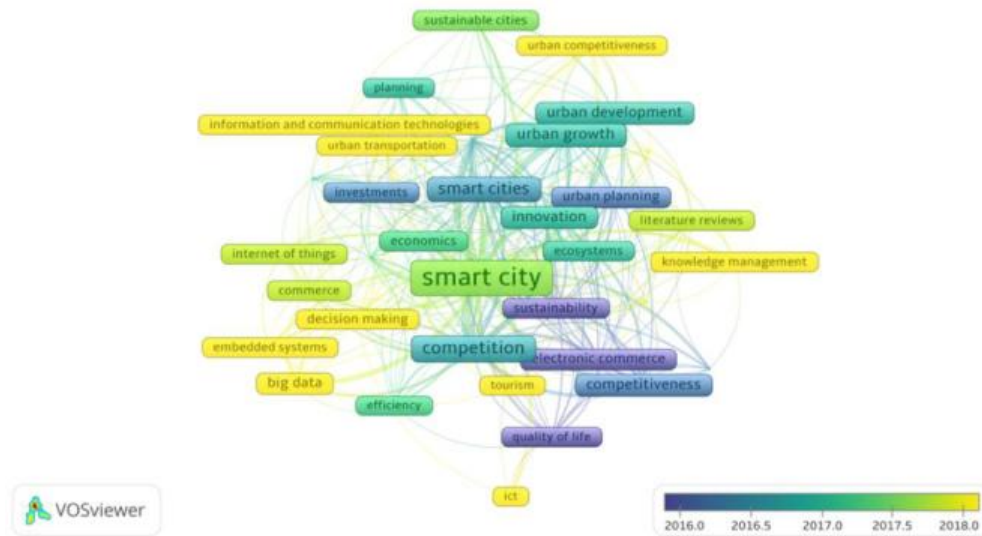 sustainable cities
urban competitiveness
planning
urban development
information and communication technologies
urban growth
urban transportation
investments
smart cities
urban planning
innovation
literature reviews
economics
ecosystems
internet of things
knowledge management
smart city
commerce
sustainability
decision making
embedded systems
competition
electronic commerce
big data
tourism
competitiveness
efficiency
quality of life
ict
VOSviewer
2016.0 2016.5 2017.0 2017.5 2018.0